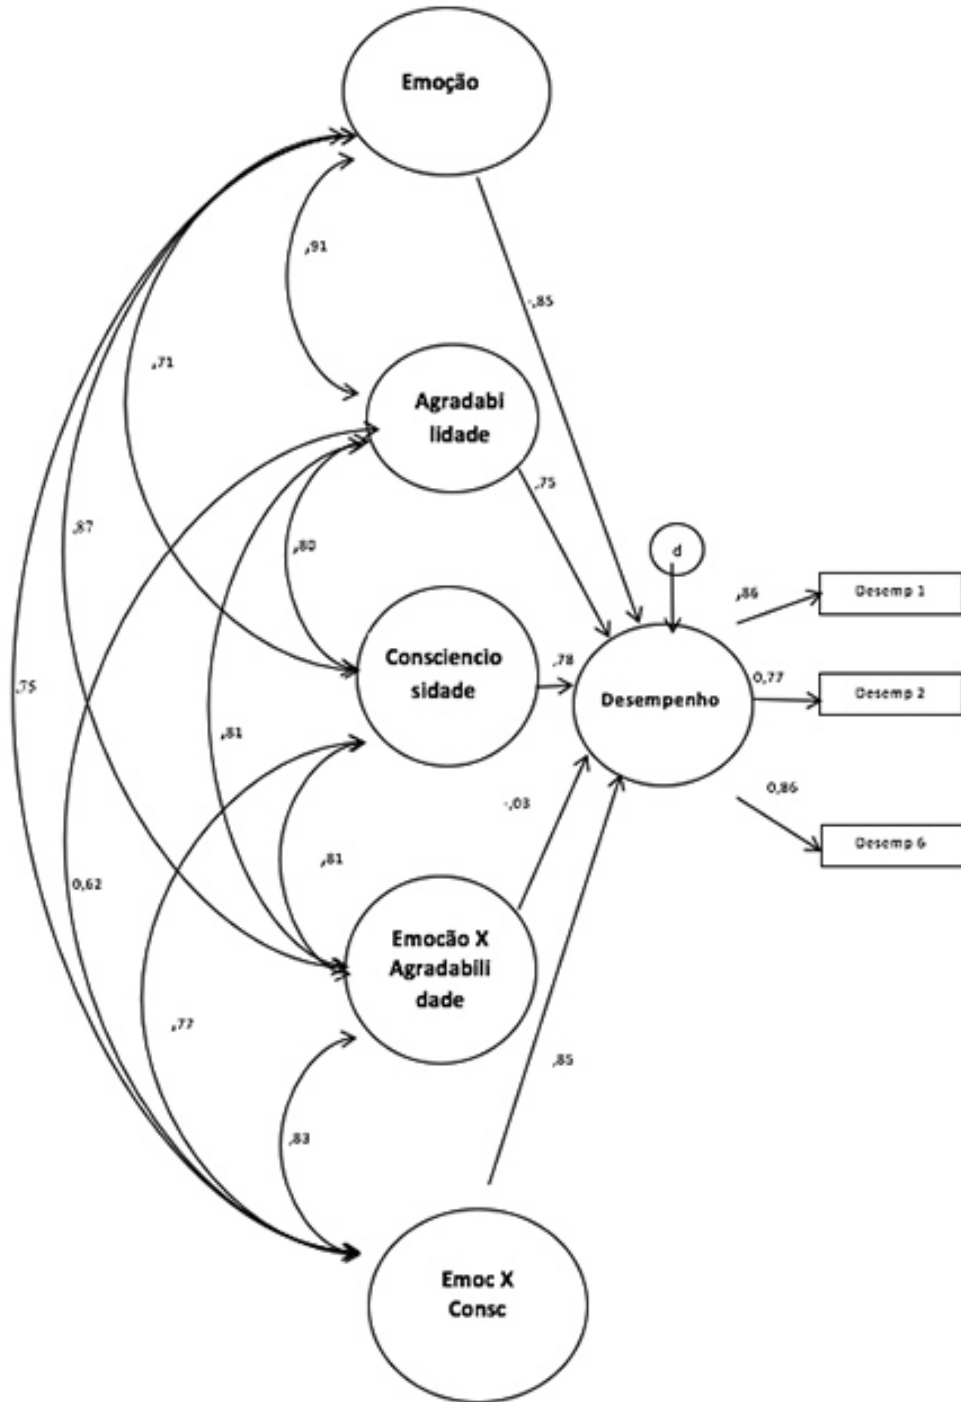 Emoção
,91
-,85
,71
Agradabi
lidade
,75
,87
,80
d
,86
Desemp 1
Consciencio
sidade
,78
Desempenho
0,77
Desemp 2
,75
,81
-,03
0,86
Desemp 6
,81
0,62
Emocão X
Agradabili
dade
,77
,85
,83
Emoc X
Consc